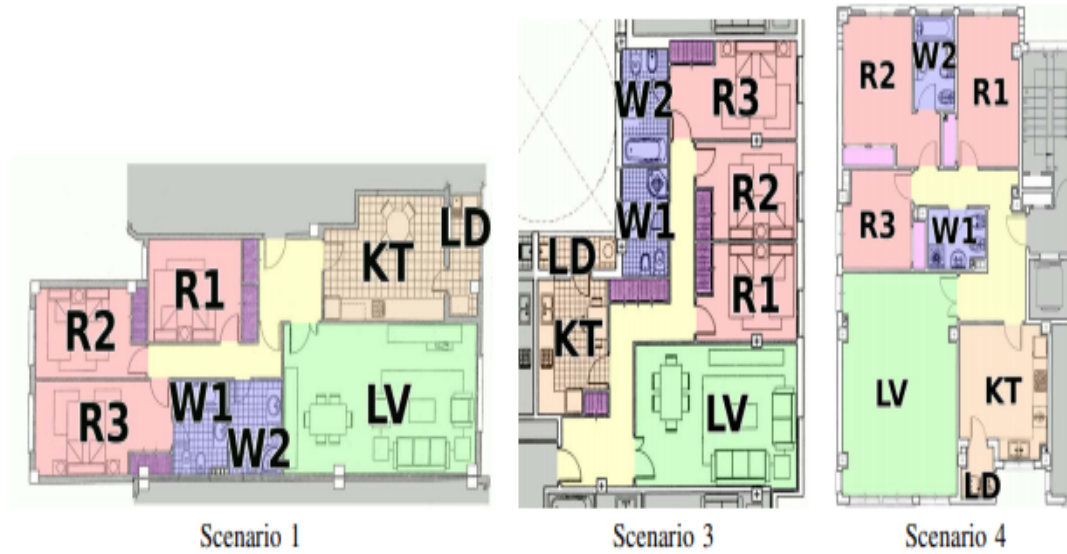 R1
R2
R3
W1
W2
KT
LD
LV
Scenario 1
W2
R3
W1
R2
LD
R1
KT
LV
Scenario 3
R2
W2
R1
R3
W1
LV
KT
LD
Scenario 4